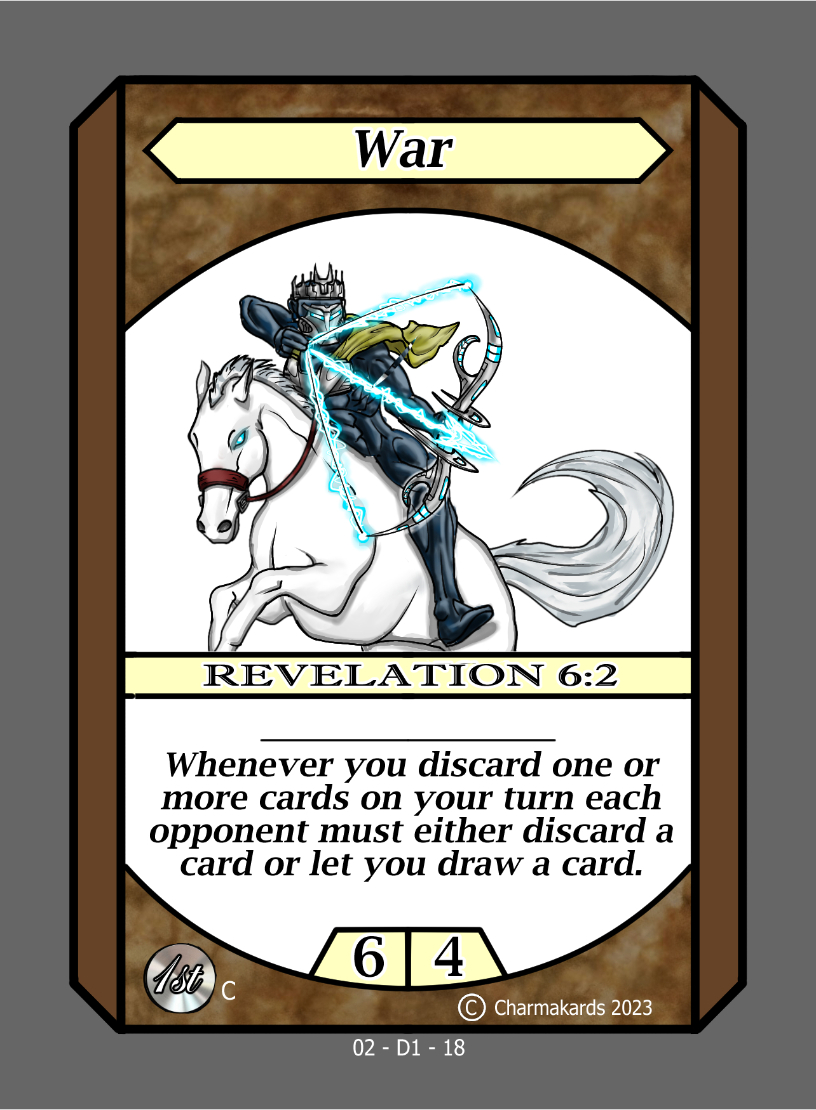 War
REVELATION 6:2
Whenever you discard one or
more cards on your turn each
opponent must either discard a
card or let you draw a card.
6 4
1st C
© Charmakards 2023
02 - D1 - 18